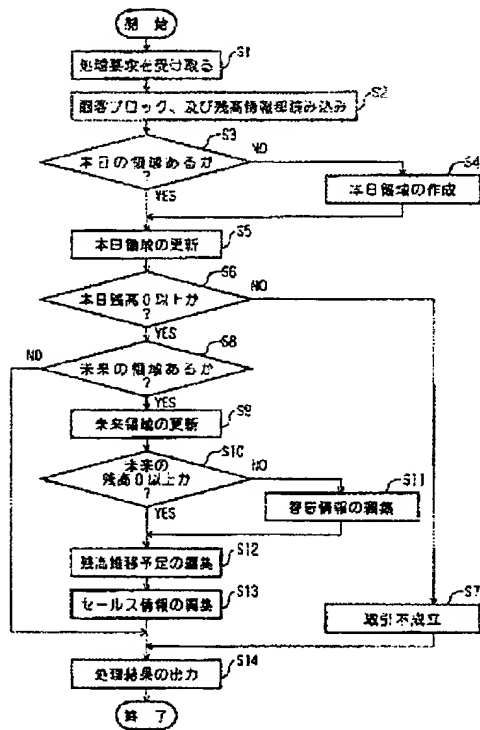 開 始
S1
処理要求を受け取る
S2
顧客ブロック、及び残高情報部読み込み
S3
本日の領域あるか
?
NO
YES
S4
本日領域の作成
S5
本日領域の更新
S6
本日残高0以上か
?
NO
YES
S8
未来の領域あるか
?
NO
YES
S9
未来領域の更新
S10
未来の
残高0以上か
?
NO
YES
S11
警告情報の編集
S12
残高推移予定の編集
S13
セールス情報の編集
S7
取引不成立
S14
処理結果の出力
終 了